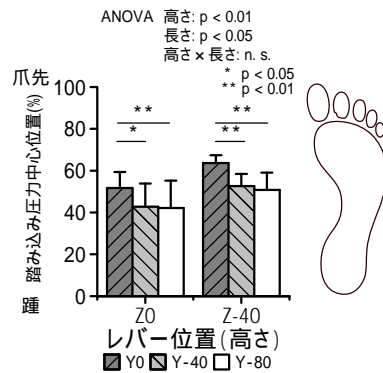 ANOVA 高さ: p < 0.01
長さ: p < 0.05
高さ × 長さ: n. s.
* p < 0.05
** p < 0.01
爪先
踵
踏み込み圧力中心位置(%)
100
80
60
40
20
0
**
*
**
**
Z0
Z-40
レバー位置(高さ)
Y0
Y-40
Y-80